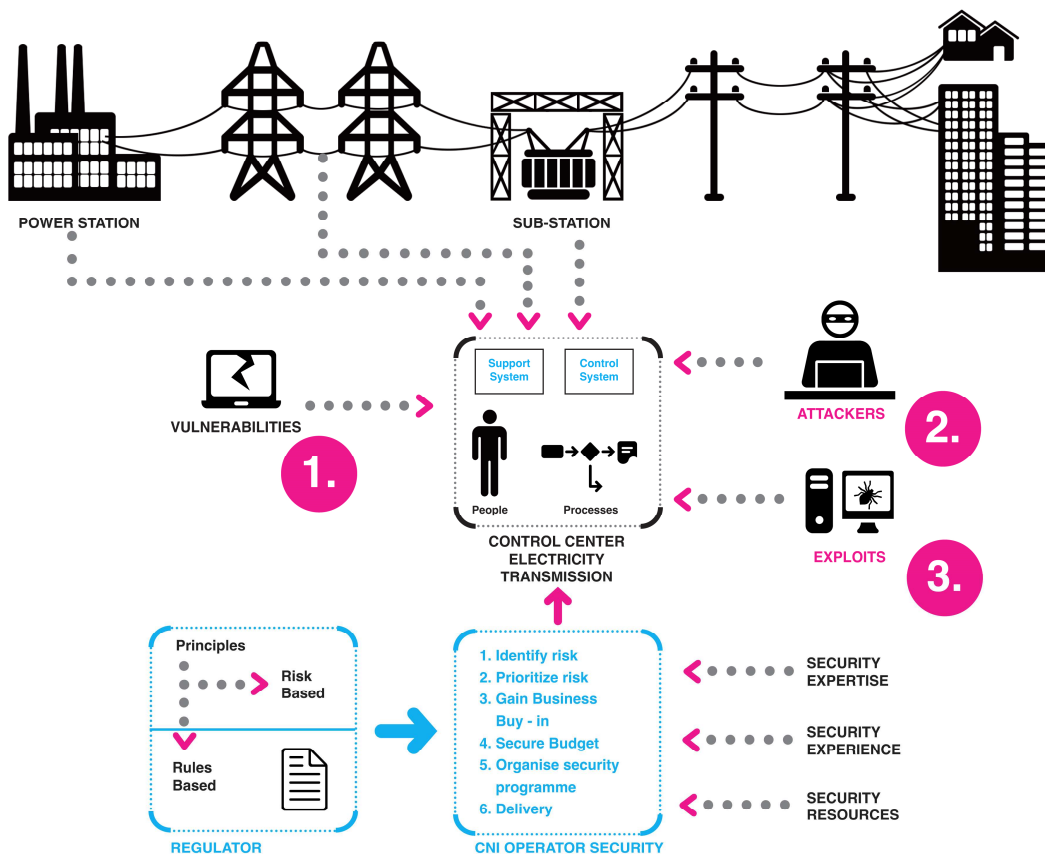 POWER STATION
SUB-STATION
Support
System
Control
System
VULNERABILITIES
1.
ATTACKERS
2.
People
Processes
EXPLOITS
3.
CONTROL CENTER
ELECTRICITY
TRANSMISSION
Principles
Risk
Based
Rules
Based
REGULATOR
1. Identify risk
2. Prioritize risk
3. Gain Business
Buy - in
4. Secure Budget
5. Organise security
programme
6. Delivery
CNI OPERATOR SECURITY
SECURITY
EXPERTISE
SECURITY
EXPERIENCE
SECURITY
RESOURCES